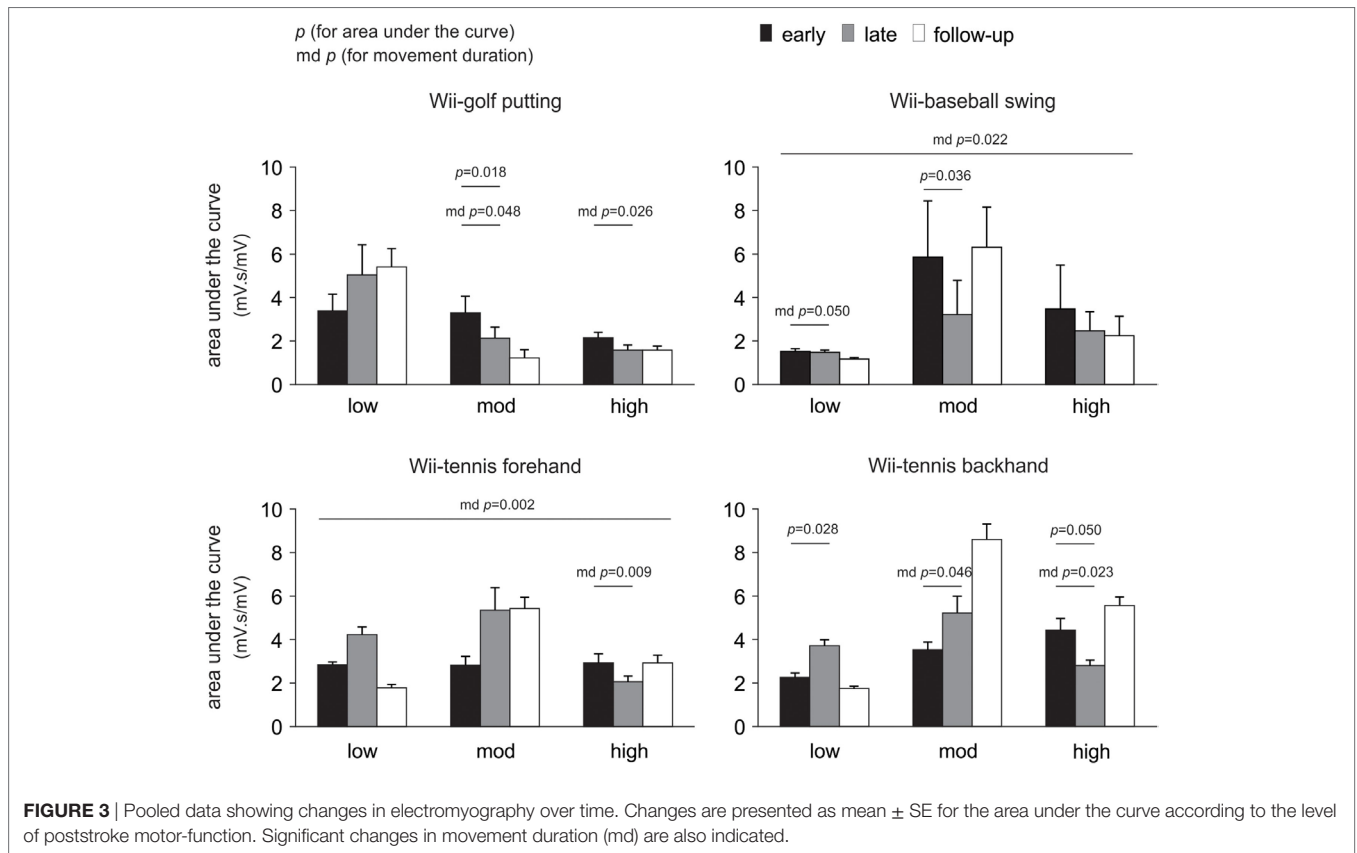 p (for area under the curve)
md p (for movement duration)
early late follow-up
Wii-golf putting
area under the curve
(mV.s/mV)
10
8
6
4
2
0
p=0.018
md p=0.048
md p=0.026
low mod high
Wii-baseball swing
md p=0.022
10
8
6
4
2
0
p=0.036
md p=0.050
low mod high
Wii-tennis forehand
area under the curve
(mV.s/mV)
10
8
6
4
2
0
md p=0.002
md p=0.009
low mod high
Wii-tennis backhand
10
8
6
4
2
0
p=0.028
p=0.050
md p=0.046
md p=0.023
low mod high
FIGURE 3 | Pooled data showing changes in electromyography over time. Changes are presented as mean ± SE for the area under the curve according to the level
of poststroke motor-function. Significant changes in movement duration (md) are also indicated.